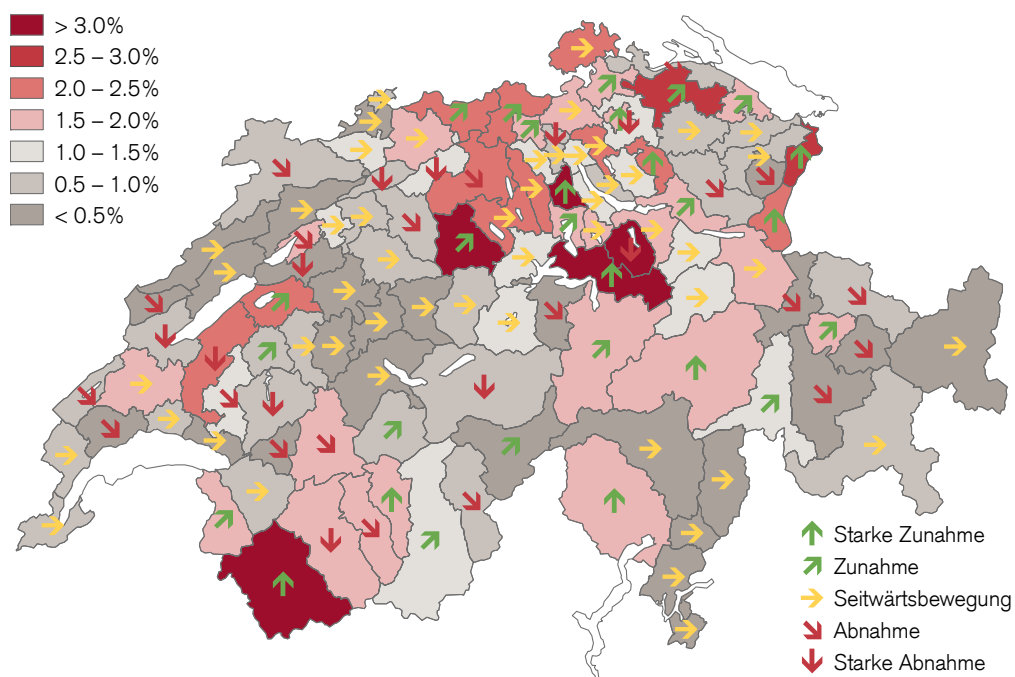 > 3.0%
2.5 – 3.0%
2.0 – 2.5%
1.5 – 2.0%
1.0 – 1.5%
0.5 – 1.0%
< 0.5%
Starke Zunahme
Zunahme
Seitwärtsbewegung
Abnahme
Starke Abnahme